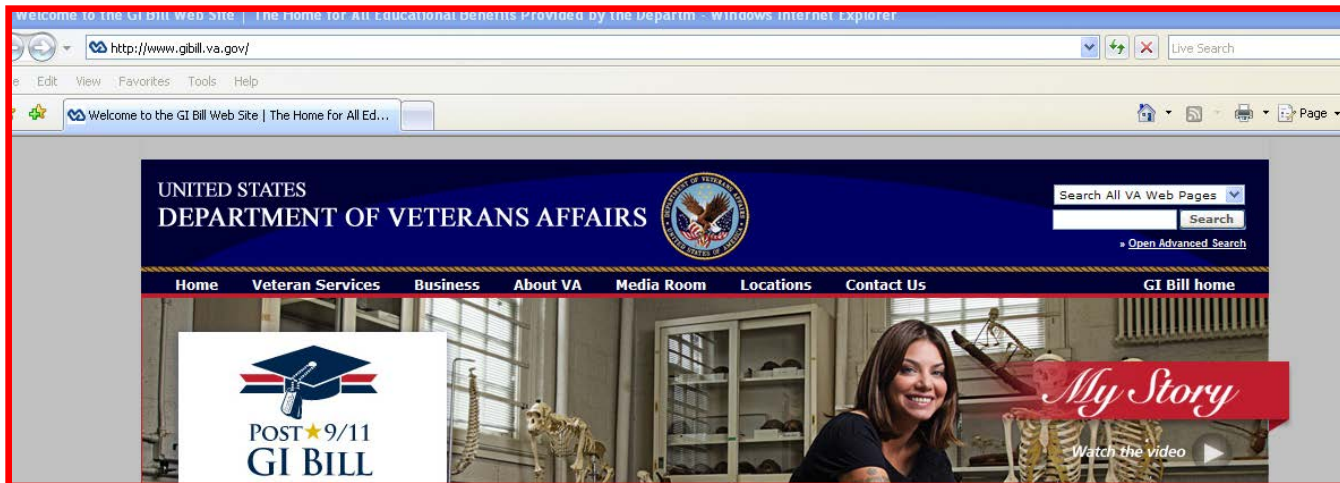 Welcome to the GI Bill Web Site | The Home for All Educational Benefits Provided by the Departm - Windows Internet Explorer
http://www.gibill.va.gov/
Live Search
Edit View Favorites Tools Help
Welcome to the GI Bill Web Site | The Home for All Ed...
Page
UNITED STATES
DEPARTMENT OF VETERANS AFFAIRS
Search All VA Web Pages
Search
» Open Advanced Search
Home Veteran Services Business About VA Media Room Locations Contact Us GI Bill home
My Story
POST★9/11
GI BILL
Watch the video